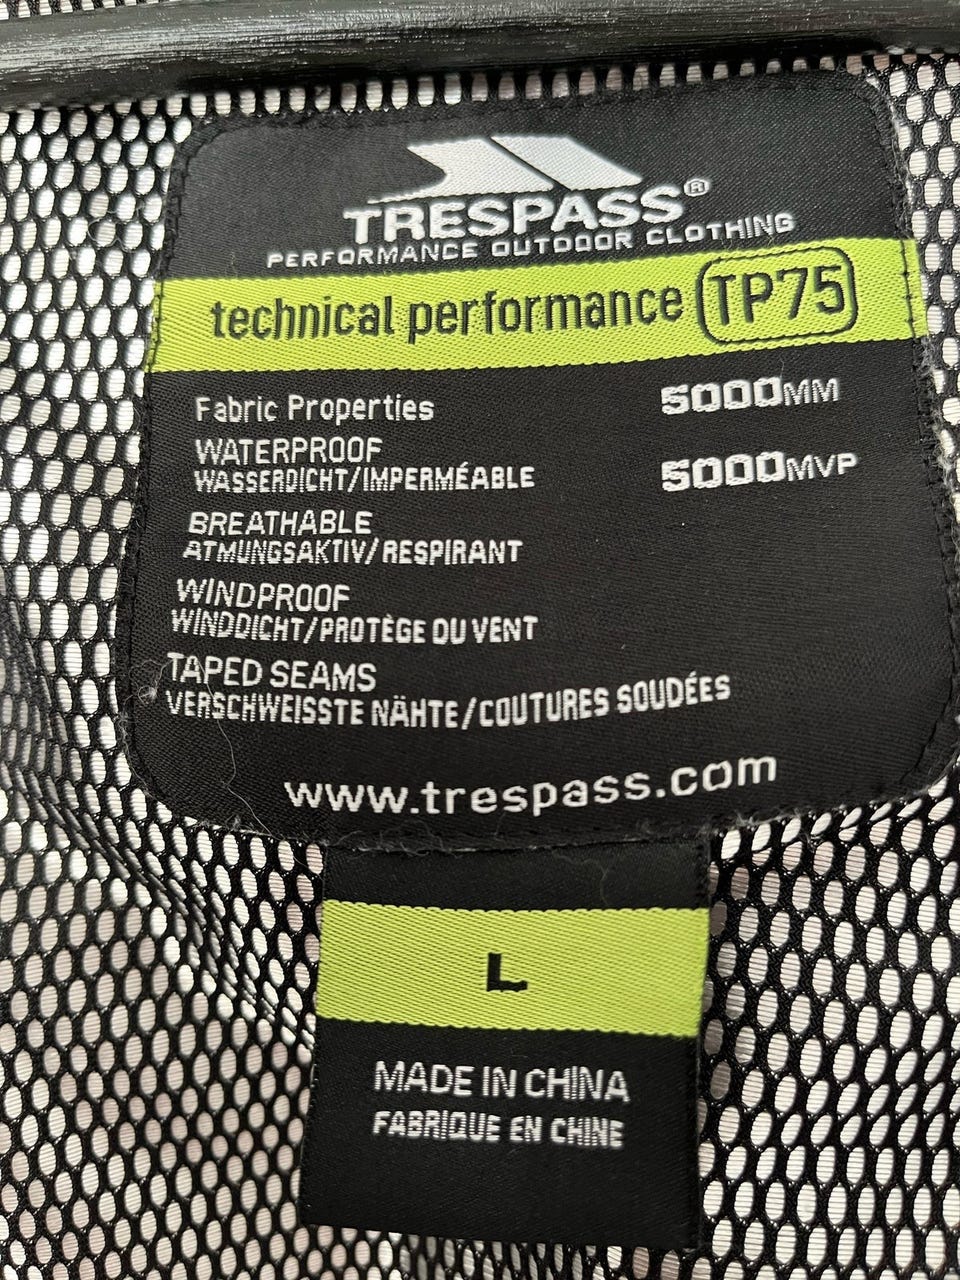 TRESPASS®
PERFORMANCE OUTDOOR CLOTHING
technical performance TP75
Fabric Properties 5000MM
WATERPROOF
WASSERDICHT/IMPERMÉABLE 5000MVP
BREATHABLE
ATMUNGSAKTIV/RESPIRANT
WINDPROOF
WINDDICHT/PROTÈGE DU VENT
TAPED SEAMS
VERSCHWEISSTE NÄHTE/COUTURES SOUDÉES
www.trespass.com
L
MADE IN CHINA
FABRIQUE EN CHINE